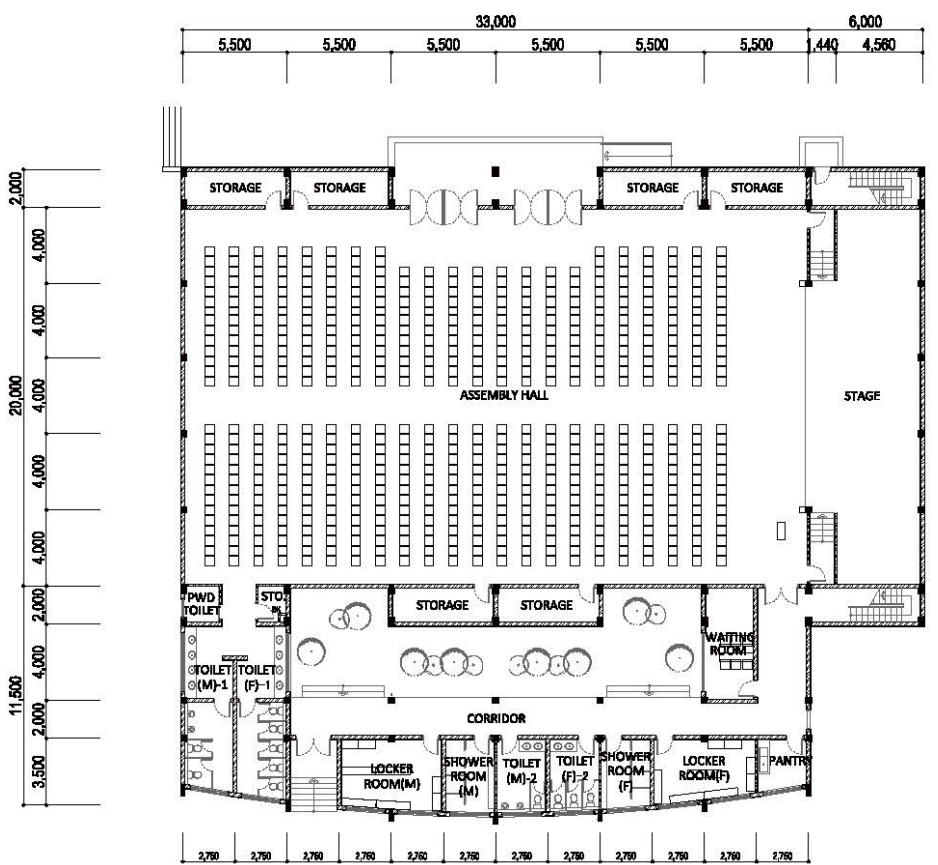 33,000
6,000
5,500
5,500
5,500
5,500
5,500
5,500
1,440
4,560
2,000
4,000
4,000
4,000
4,000
4,000
20,000
2,000
4,000
2,000
3,500
11,500
STORAGE
STORAGE
STORAGE
STORAGE
ASSEMBLY HALL
STAGE
PWD
TOILET
STO.
STORAGE
STORAGE
WAITING
ROOM
TOILET
(M)-1
TOILET
(F)-1
CORRIDOR
LOCKER
ROOM(M)
SHOWER
ROOM
(M)
TOILET
(M)-2
TOILET
(F)-2
SHOWER
ROOM
(F)
LOCKER
ROOM(F)
PANTRY
2,750
2,750
2,750
2,750
2,750
2,750
2,750
2,750
2,750
2,750
2,750
2,750